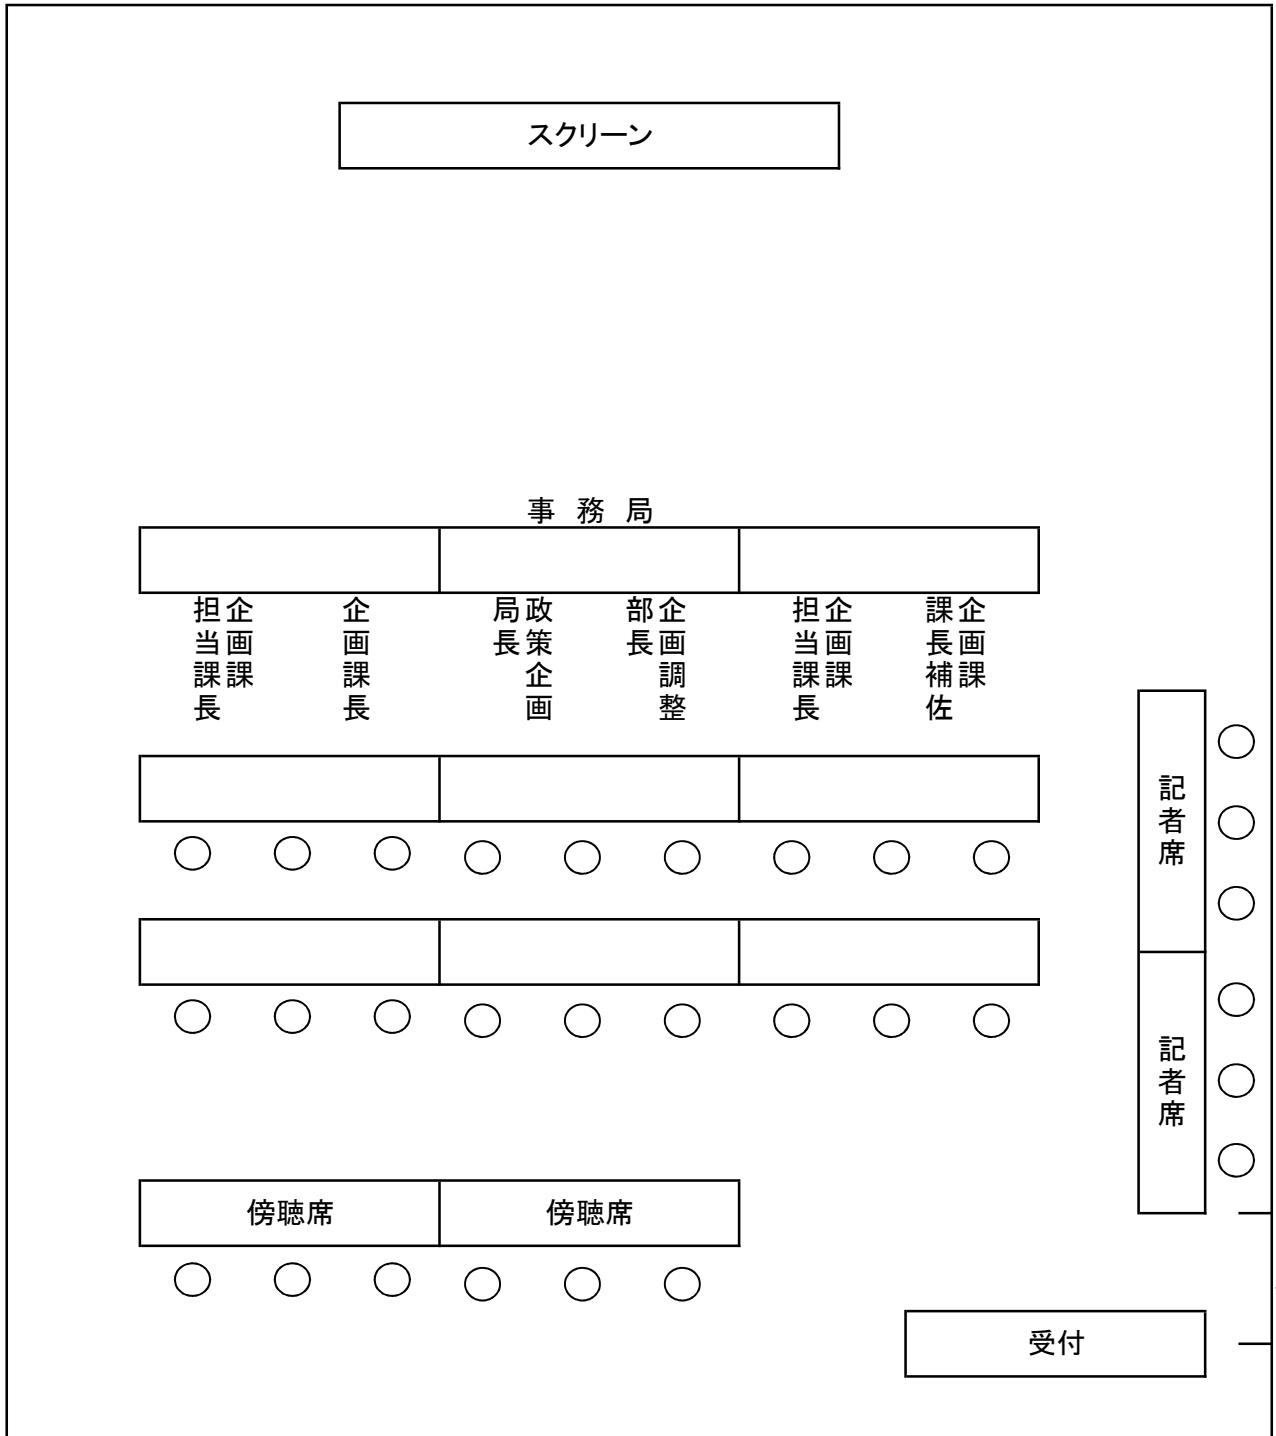 スクリーン
事 務 局
企画課
担当課長
企画課長
政策企画
局長
企画調整
部長
企画課
担当課長
企画課
課長補佐
記者席
記者席
傍聴席
傍聴席
受付